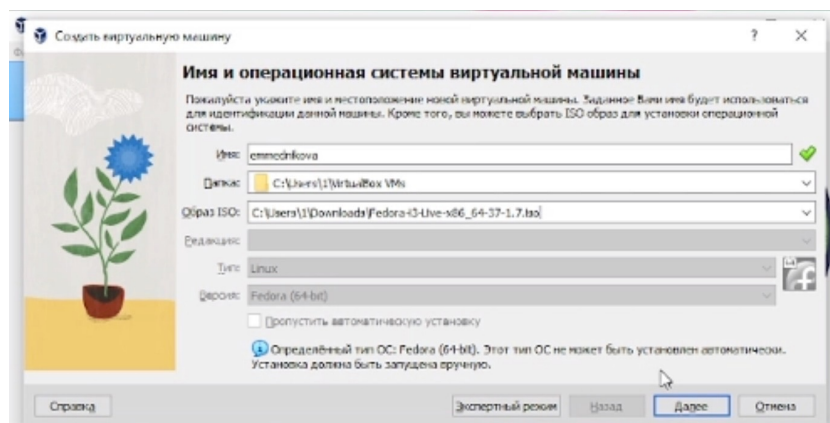 Создать виртуальную машину
?
Имя и операционная системы виртуальной машины
Пожалуйста укажите имя и местоположение новой виртуальной машины. Заданное Вами имя будет использоваться
для идентификации данной машины. Кроме того, вы можете выбрать ISO образ для установки операционной
системы.
Имя: emmednikova
Папка: C:\Users\1\VirtualBox VMs
Образ ISO: C:\Users\1\Downloads\Fedora-i3-Live-x86_64-37-1.7.iso
Редакция:
Тип: Linux
Версия: Fedora (64-bit)
Пропустить автоматическую установку
Определённый тип ОС: Fedora (64-bit). Этот тип ОС не может быть установлен автоматически.
Установка должна быть запущена вручную.
Справка Экспертный режим Назад Далее Отмена